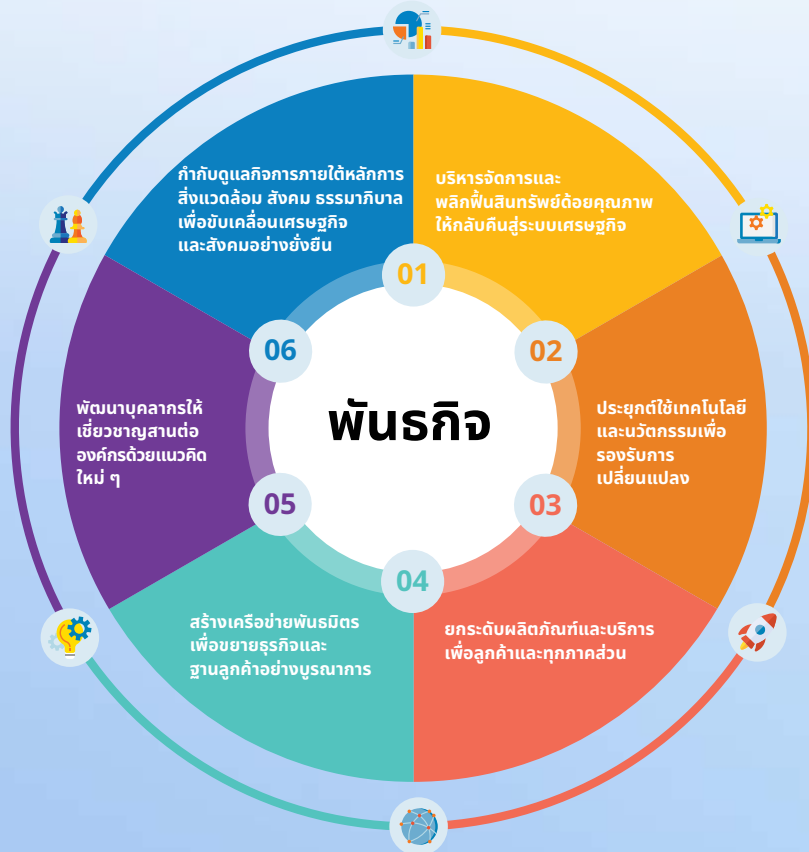 พันธกิจ
01
บริหารจัดการและ
พลิกฟื้นสินทรัพย์ด้อยคุณภาพ
ให้กลับคืนสู่ระบบเศรษฐกิจ
02
ประยุกต์ใช้เทคโนโลยี
และนวัตกรรมเพื่อ
รองรับการ
เปลี่ยนแปลง
03
ยกระดับผลิตภัณฑ์และบริการ
เพื่อลูกค้าและทุกภาคส่วน
04
สร้างเครือข่ายพันธมิตร
เพื่อขยายธุรกิจและ
ฐานลูกค้าอย่างบูรณาการ
05
พัฒนาบุคลากรให้
เชี่ยวชาญสานต่อ
องค์กรด้วยแนวคิด
ใหม่ ๆ
06
กำกับดูแลกิจการภายใต้หลักการ
สิ่งแวดล้อม สังคม ธรรมาภิบาล
เพื่อขับเคลื่อนเศรษฐกิจ
และสังคมอย่างยั่งยืน